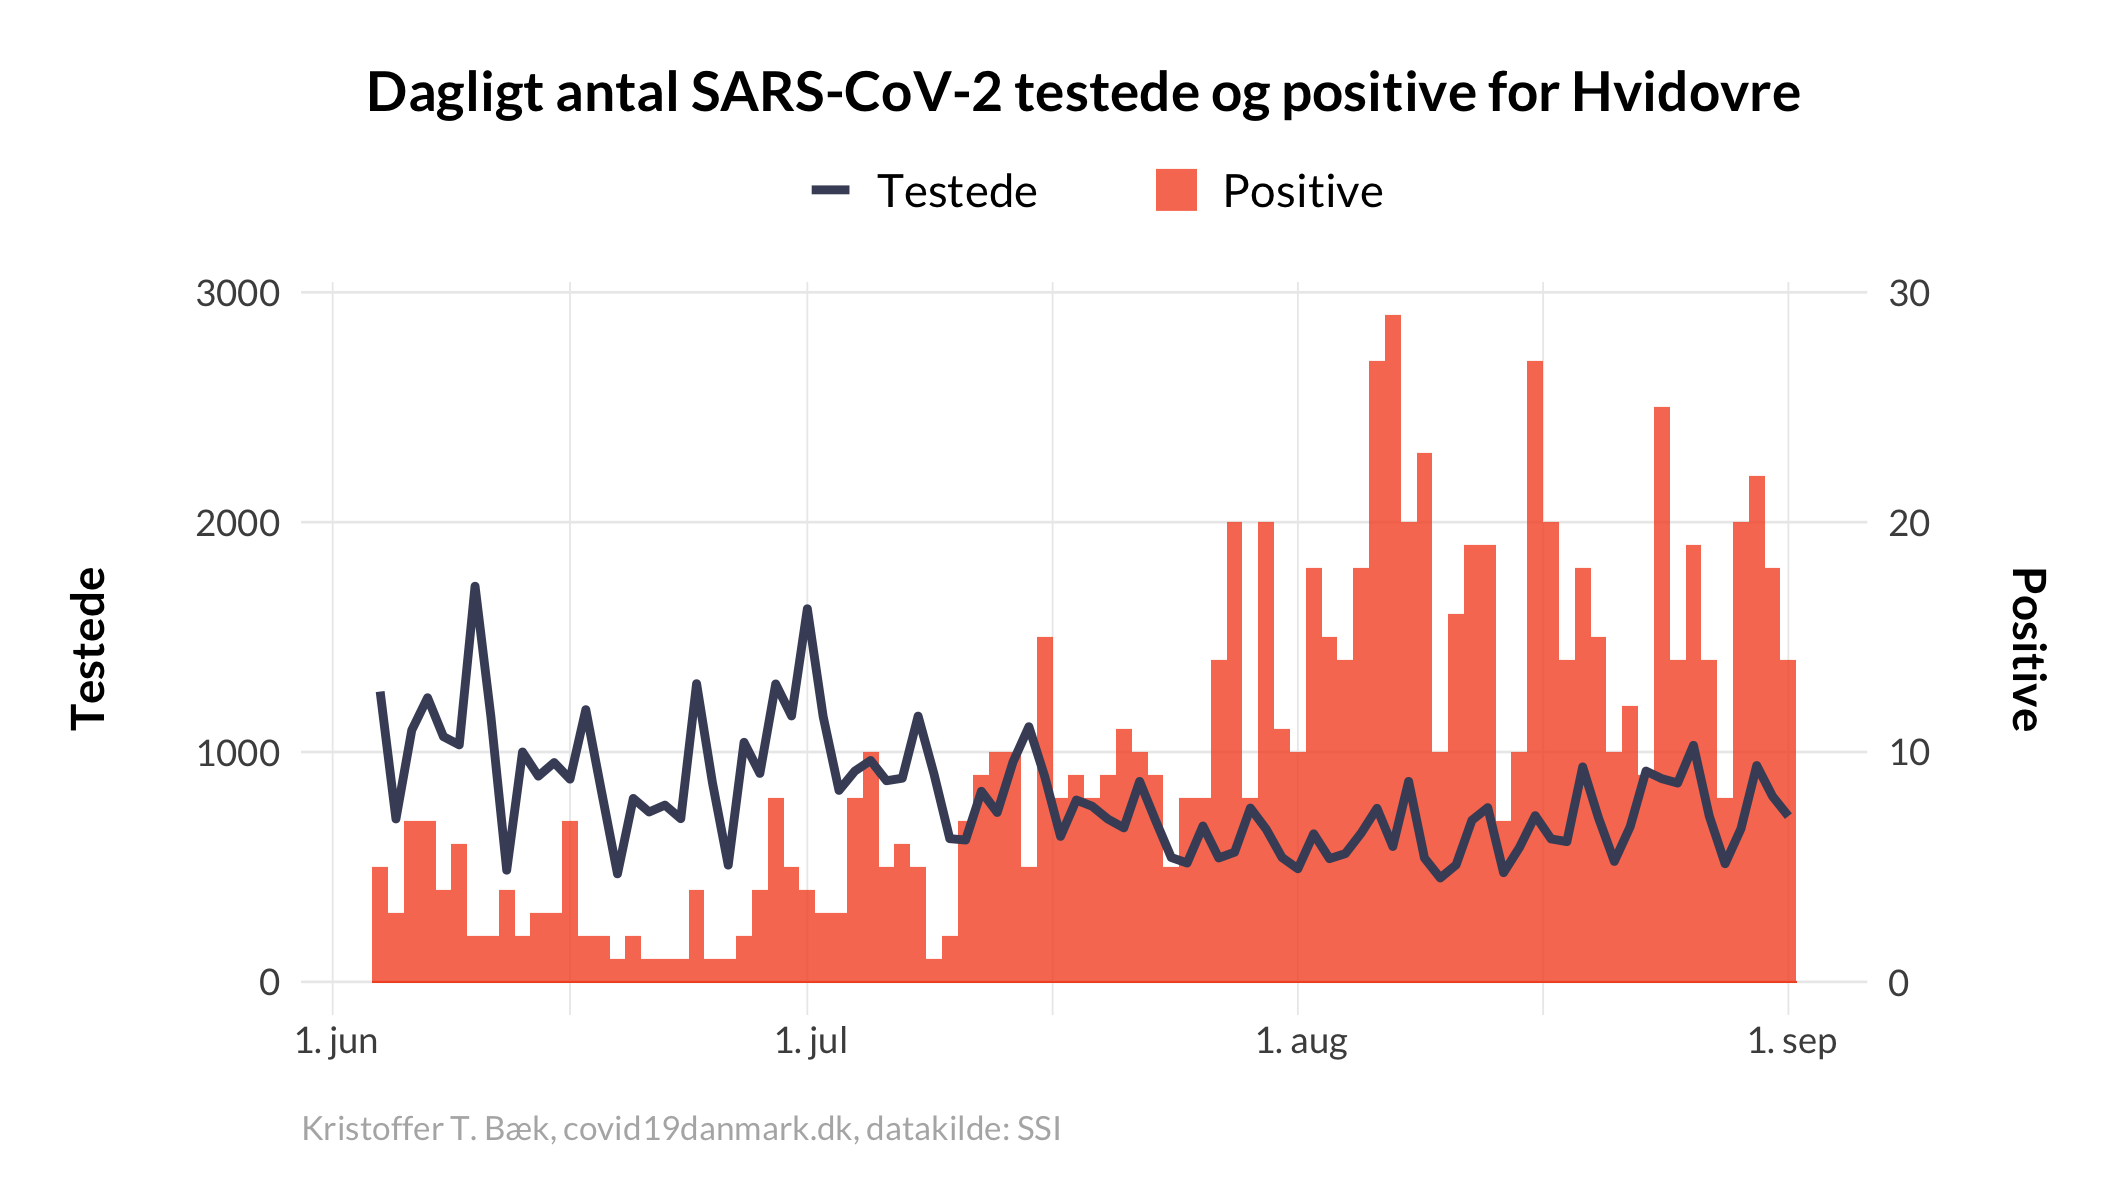 Dagligt antal SARS-CoV-2 testede og positive for Hvidovre
Testede Positive
3000 30
2000 20
1000 10
0 0
Testede
Positive
1. jun 1. jul 1. aug 1. sep
Kristoffer T. Bæk, covid19danmark.dk, datakilde: SSI